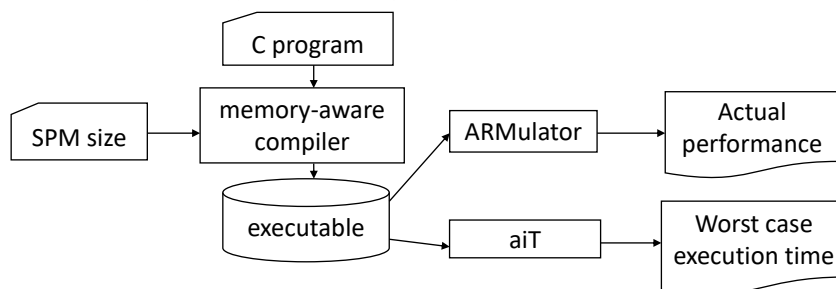 C program
SPM size
memory-aware
compiler
executable
ARMulator
Actual
performance
aiT
Worst case
execution time